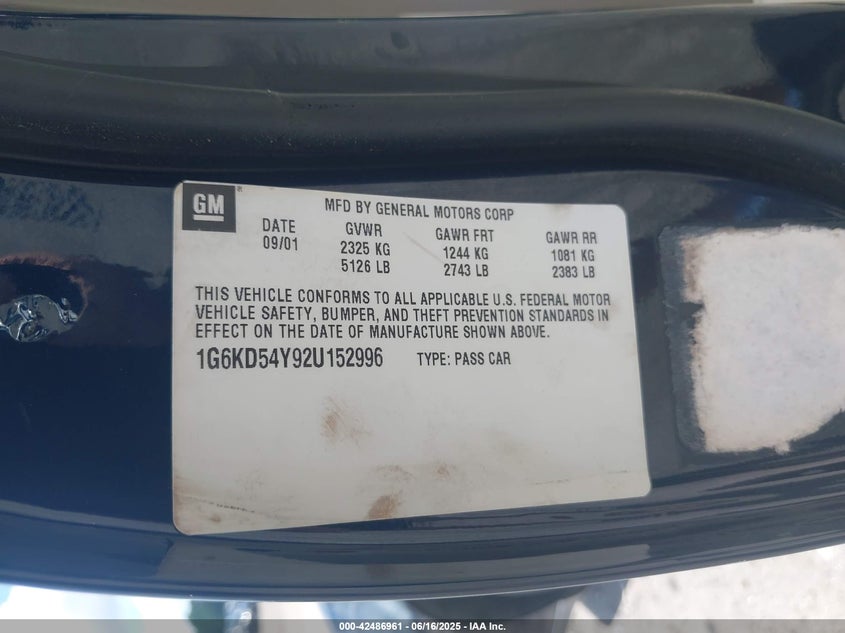 GM
MFD BY GENERAL MOTORS CORP
DATE GVWR GAWR FRT GAWR RR
09/01 2325 KG 1244 KG 1081 KG
5126 LB 2743 LB 2383 LB
THIS VEHICLE CONFORMS TO ALL APPLICABLE U.S. FEDERAL MOTOR
VEHICLE SAFETY, BUMPER, AND THEFT PREVENTION STANDARDS IN
EFFECT ON THE DATE OF MANUFACTURE SHOWN ABOVE.
1G6KD54Y92U152996 TYPE: PASS CAR
000-42486961 - 06/16/2025 - IAA Inc.